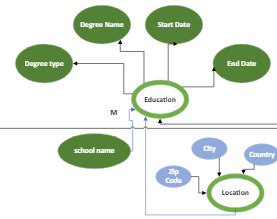 Degree Name
Start Date
Degree type
End Date
Education
M
school name
City
Country
Zip
Code
Location